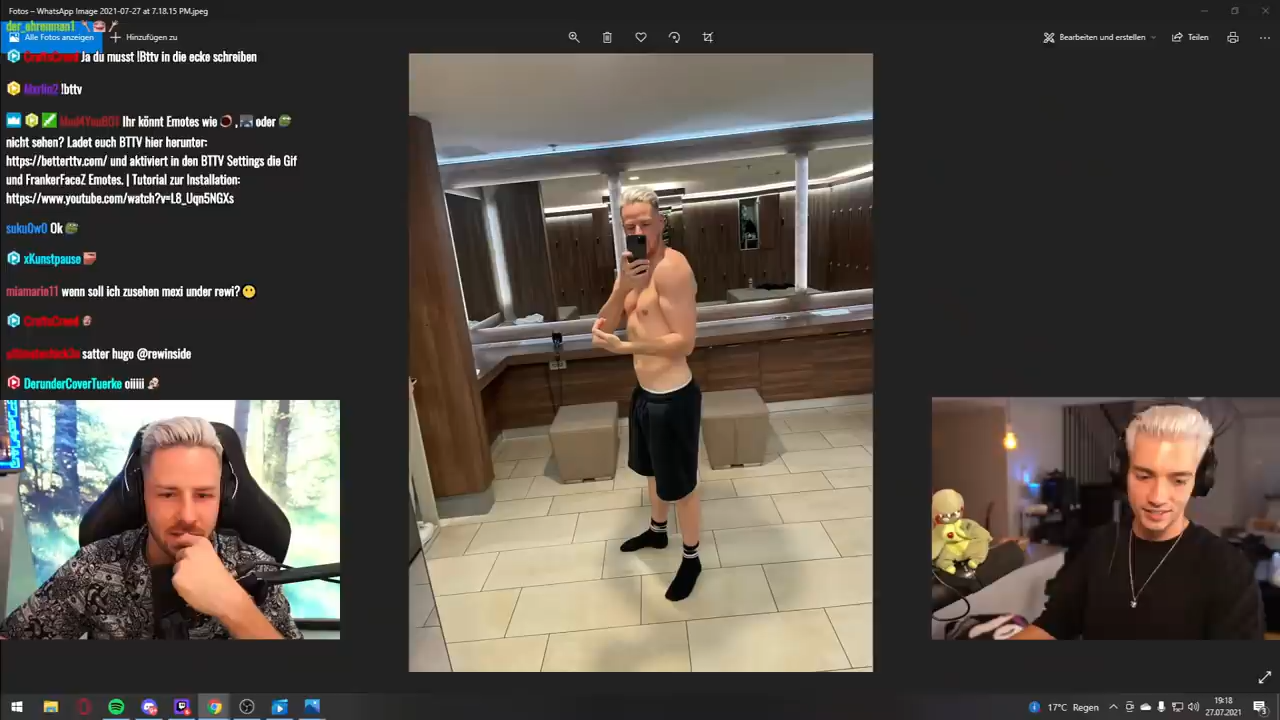 Fotos – WhatsApp Image 2021-07-27 at 7.18.15 PM.jpeg
der_ohrenman1
Alle Fotos anzeigen
Hinzufügen zu
Bearbeiten und erstellen
Teilen
Ja du musst !Bttv in die ecke schreiben
Mxrlin2 !bttv
Mod4YouBOT Ihr könnt Emotes wie , oder
nicht sehen? Ladet euch BTTV hier herunter:
https://betterttv.com/ und aktiviert in den BTTV Settings die Gif
und FrankerFaceZ Emotes. | Tutorial zur Installation:
https://www.youtube.com/watch?v=L8_Uqn5NGXs
sukuOwO Ok
xKunstpause
miamarie11 wenn soll ich zusehen mexi under rewi?
satter hugo @rewinside
DerunderCoverTuerke oiiiii
17°C Regen
19:18
27.07.2021